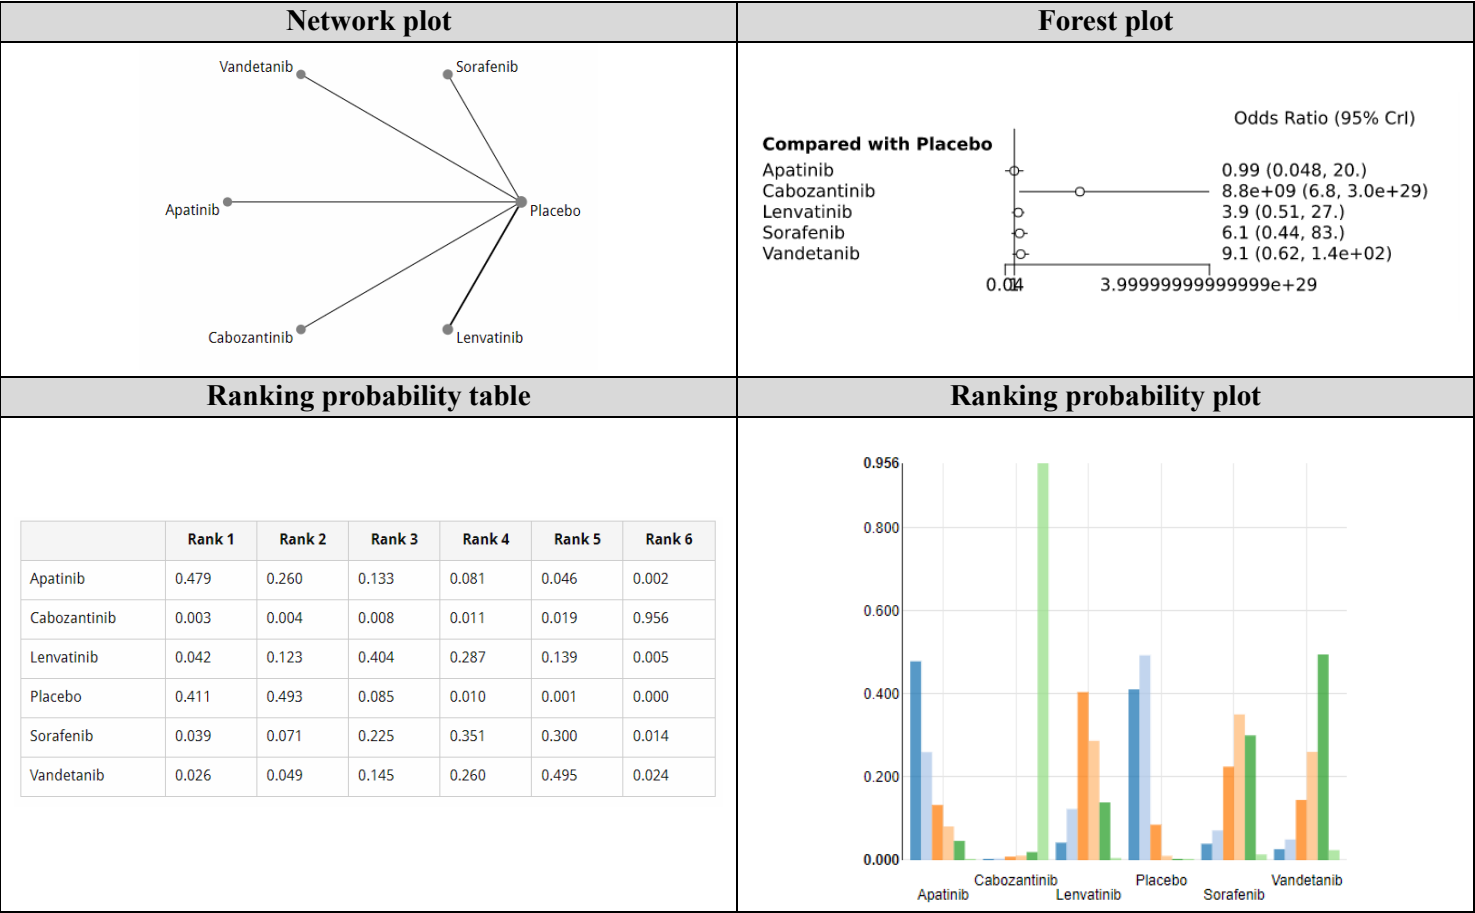 Network plot
Forest plot
Vandetanib
Sorafenib
Apatinib
Placebo
Cabozantinib
Lenvatinib
Odds Ratio (95% CrI)
Compared with Placebo
Apatinib 0.99 (0.048, 20.)
Cabozantinib 8.8e+09 (6.8, 3.0e+29)
Lenvatinib 3.9 (0.51, 27.)
Sorafenib 6.1 (0.44, 83.)
Vandetanib 9.1 (0.62, 1.4e+02)
0.04 1 3.99999999999999e+29
Ranking probability table
Ranking probability plot
Rank 1 Rank 2 Rank 3 Rank 4 Rank 5 Rank 6
Apatinib 0.479 0.260 0.133 0.081 0.046 0.002
Cabozantinib 0.003 0.004 0.008 0.011 0.019 0.956
Lenvatinib 0.042 0.123 0.404 0.287 0.139 0.005
Placebo 0.411 0.493 0.085 0.010 0.001 0.000
Sorafenib 0.039 0.071 0.225 0.351 0.300 0.014
Vandetanib 0.026 0.049 0.145 0.260 0.495 0.024
0.956
0.800
0.600
0.400
0.200
0.000
Cabozantinib Placebo Vandetanib
Apatinib Lenvatinib Sorafenib